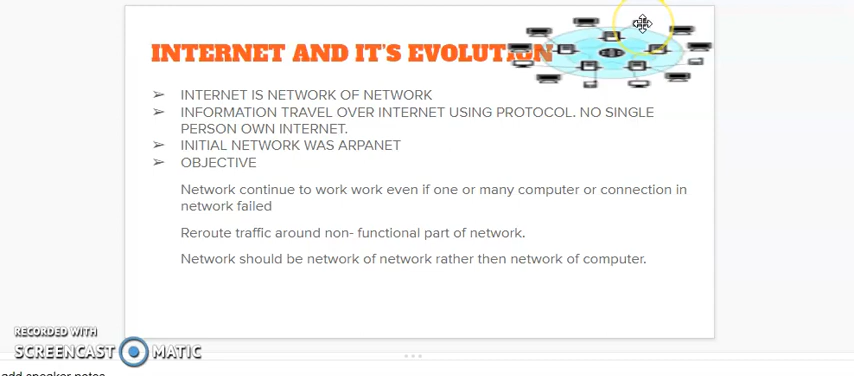 INTERNET AND IT'S EVOLUTION
➢ INTERNET IS NETWORK OF NETWORK
➢ INFORMATION TRAVEL OVER INTERNET USING PROTOCOL. NO SINGLE
PERSON OWN INTERNET.
➢ INITIAL NETWORK WAS ARPANET
➢ OBJECTIVE
Network continue to work work even if one or many computer or connection in
network failed
Reroute traffic around non- functional part of network.
Network should be network of network rather then network of computer.
RECORDED WITH
SCREENCAST MATIC
add speaker notes